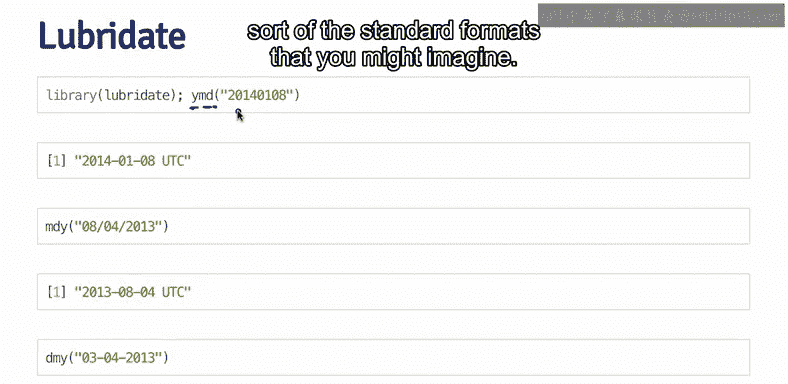 Lubridate
sort of the standard formats
that you might imagine.
library(lubridate); ymd("20140108")
[1] "2014-01-08 UTC"
mdy("08/04/2013")
[1] "2013-08-04 UTC"
dmy("03-04-2013")